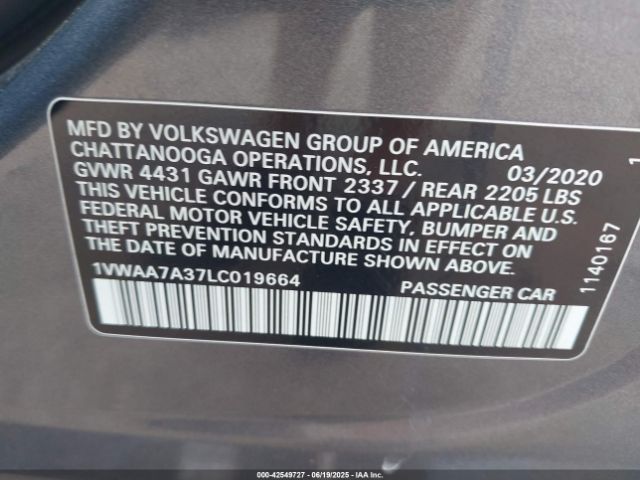 MFD BY VOLKSWAGEN GROUP OF AMERICA
CHATTANOOGA OPERATIONS, LLC. 03/2020
GVWR 4431 GAWR FRONT 2337 / REAR 2205 LBS
THIS VEHICLE CONFORMS TO ALL APPLICABLE U.S.
FEDERAL MOTOR VEHICLE SAFETY, BUMPER AND
THEFT PREVENTION STANDARDS IN EFFECT ON
THE DATE OF MANUFACTURE SHOWN ABOVE.
1VWAA7A37LC019664 PASSENGER CAR
1140167
1
000-42549727 - 06/19/2025 - IAA Inc.